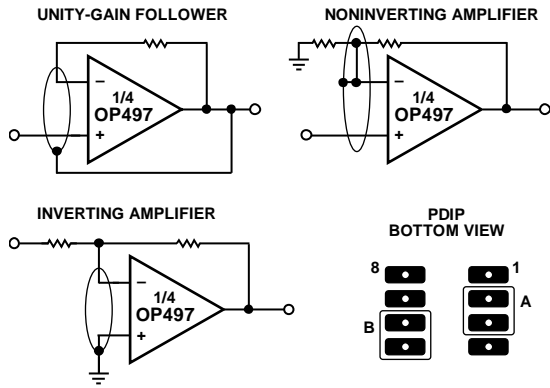 UNITY-GAIN FOLLOWER
−
1/4
OP497
+
NONINVERTING AMPLIFIER
−
1/4
OP497
+
INVERTING AMPLIFIER
−
1/4
OP497
+
PDIP
BOTTOM VIEW
8
1
A
B